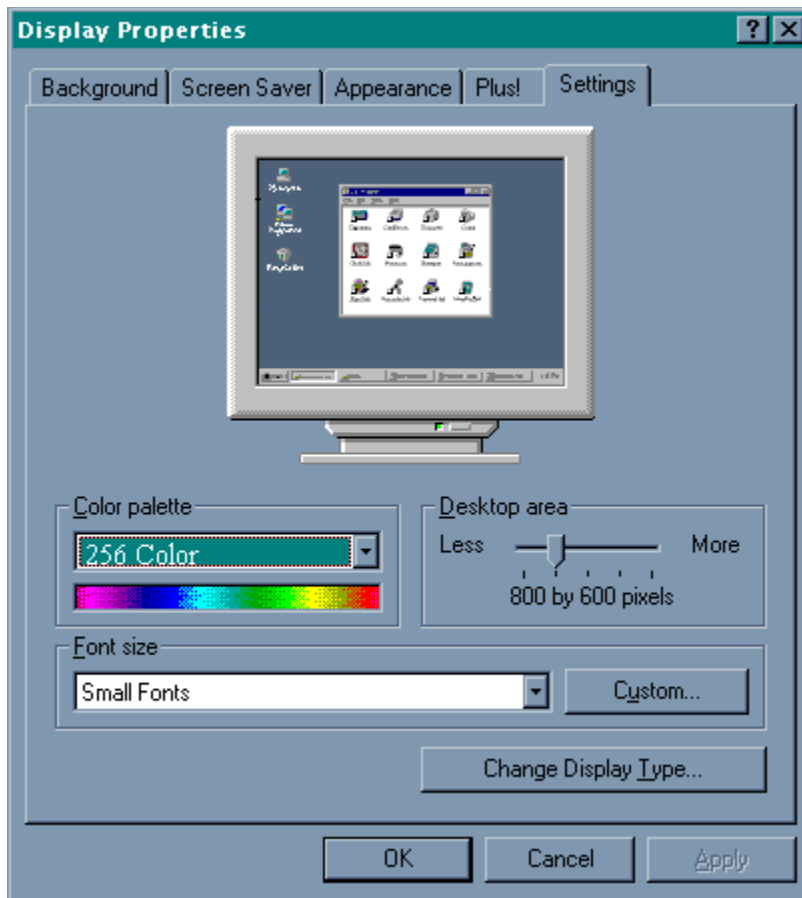 Display Properties
Background Screen Saver Appearance Plus! Settings
Color palette
256 Color
Desktop area
Less More
800 by 600 pixels
Font size
Small Fonts
Custom...
Change Display Type...
OK Cancel Apply